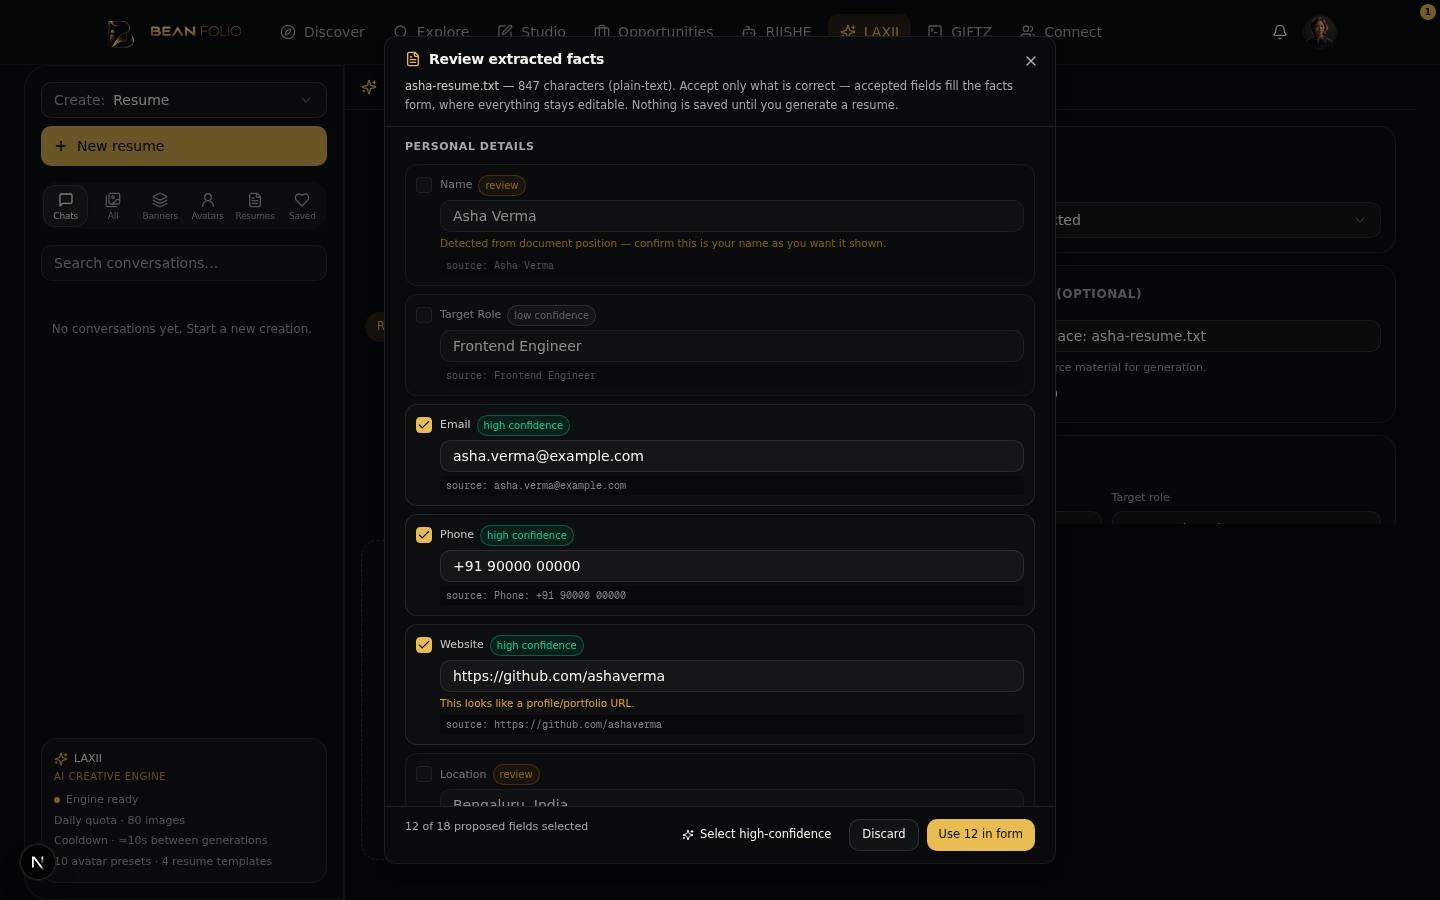 BEAN FOLIO
Discover
Explore
Studio
Opportunities
RIISHE
LAXII
GIFTZ
Connect
1
Create: Resume
New resume
Chats
All
Banners
Avatars
Resumes
Saved
Search conversations...
No conversations yet. Start a new creation.
LAXII
AI CREATIVE ENGINE
Engine ready
Daily quota · 80 images
Cooldown · ≈10s between generations
10 avatar presets · 4 resume templates
N
Review extracted facts
asha-resume.txt — 847 characters (plain-text). Accept only what is correct — accepted fields fill the facts
form, where everything stays editable. Nothing is saved until you generate a resume.
PERSONAL DETAILS
Name review
Asha Verma
Detected from document position — confirm this is your name as you want it shown.
source: Asha Verma
Target Role low confidence
Frontend Engineer
source: Frontend Engineer
Email high confidence
asha.verma@example.com
source: asha.verma@example.com
Phone high confidence
+91 90000 00000
source: Phone: +91 90000 00000
Website high confidence
https://github.com/ashaverma
This looks like a profile/portfolio URL.
source: https://github.com/ashaverma
Location review
Bengaluru, India
12 of 18 proposed fields selected
Select high-confidence
Discard
Use 12 in form
(OPTIONAL)
ace: asha-resume.txt
rce material for generation.
Target role